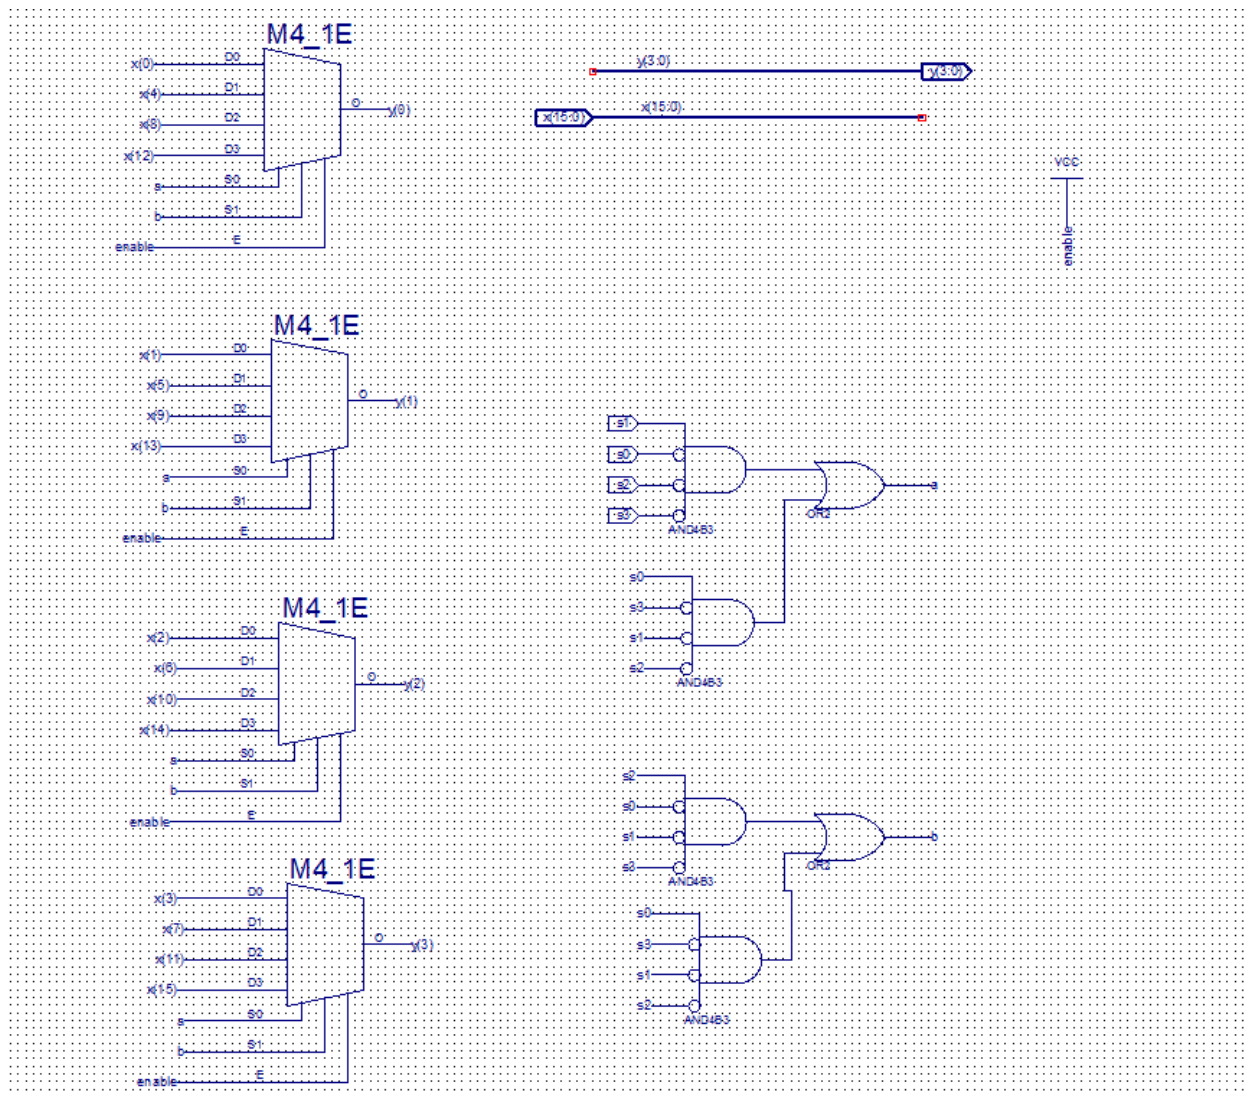 M4_1E
x(0)
D0
x(4)
D1
x(8)
D2
x(12)
D3
a
S0
b
S1
enable
E
O
y(0)
y(3:0)
y(3:0)
x(15:0)
x(15:0)
VCC
enable
M4_1E
x(1)
D0
x(5)
D1
x(9)
D2
x(13)
D3
a
S0
b
S1
enable
E
O
y(1)
s1
s0
s2
s3
AND4B3
OR2
a
s0
s3
s1
s2
AND4B3
M4_1E
x(2)
D0
x(6)
D1
x(10)
D2
x(14)
D3
a
S0
b
S1
enable
E
O
y(2)
s2
s0
s1
s3
AND4B3
OR2
b
s0
s3
s1
s2
AND4B3
M4_1E
x(3)
D0
x(7)
D1
x(11)
D2
x(15)
D3
a
S0
b
S1
enable
E
O
y(3)